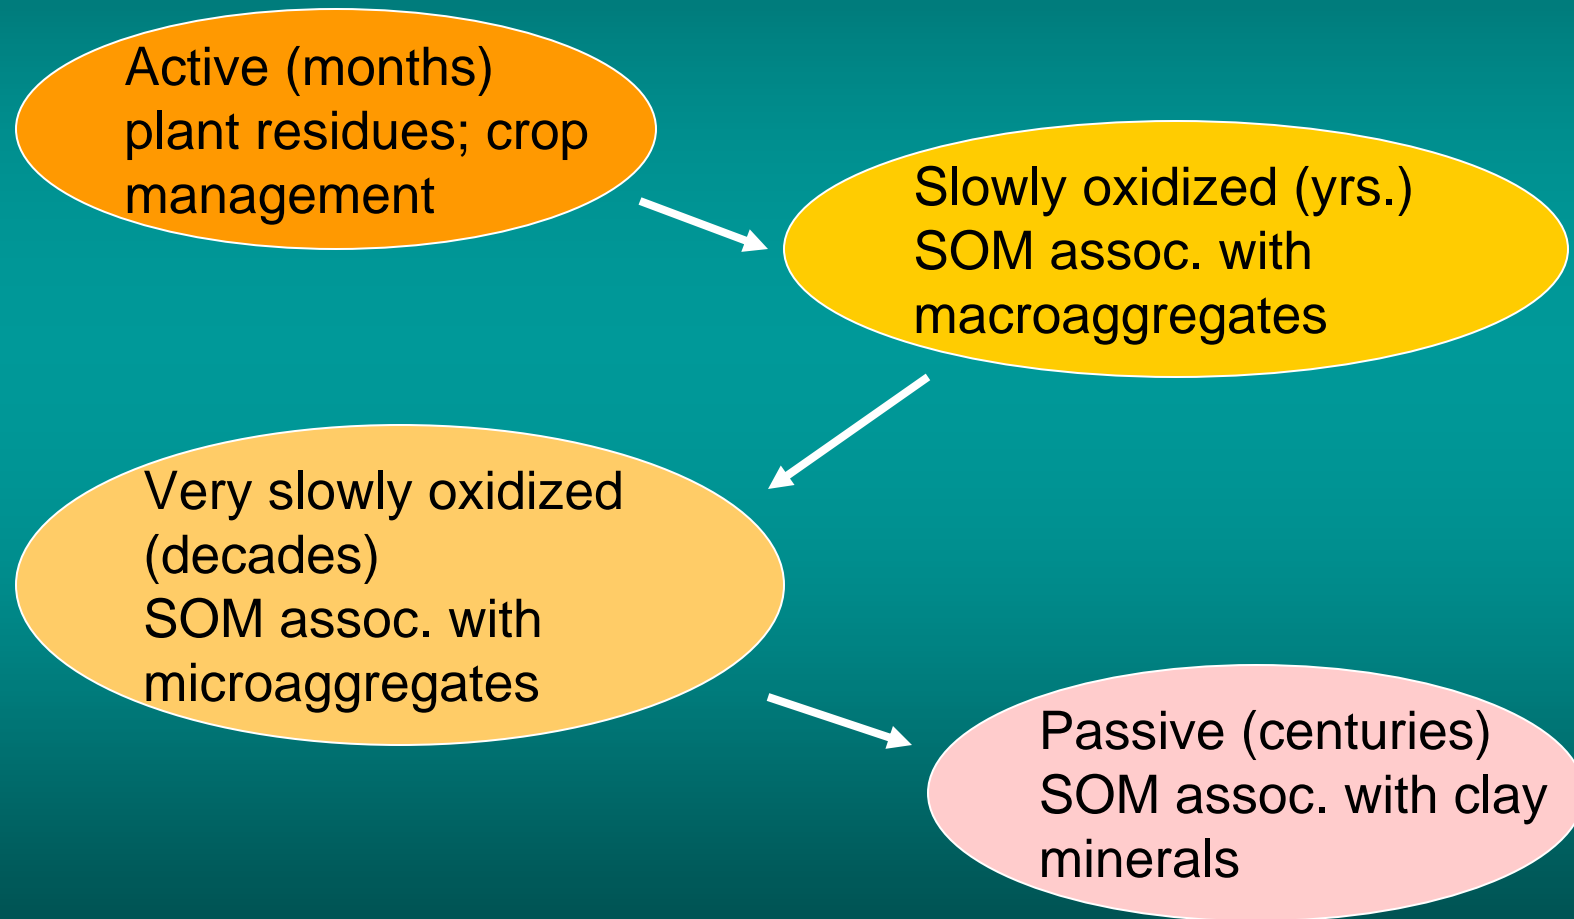 Active (months)
plant residues; crop
management
Slowly oxidized (yrs.)
SOM assoc. with
macroaggregates
Very slowly oxidized
(decades)
SOM assoc. with
microaggregates
Passive (centuries)
SOM assoc. with clay
minerals